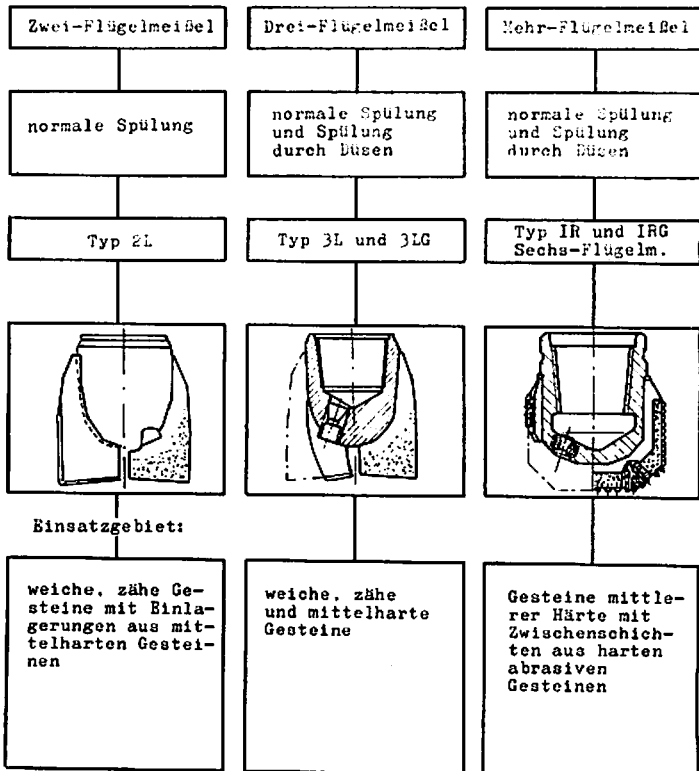 Zwei-Flügelmeißel
normale Spülung
Typ 2L
Einsatzgebiet:
weiche, zähe Ge-
steine mit Einla-
gerungen aus mit-
telharten Gestei-
nen
Drei-Flügelmeißel
normale Spülung
und Spülung
durch Düsen
Typ 3L und 3LG
weiche, zähe
und mittelharte
Gesteine
Mehr-Flügelmeißel
normale Spülung
und Spülung
durch Düsen
Typ IR und IRG
Sechs-Flügelm.
Gesteine mittle-
rer Härte mit
Zwischenschich-
ten aus harten
abrasiven
Gesteinen